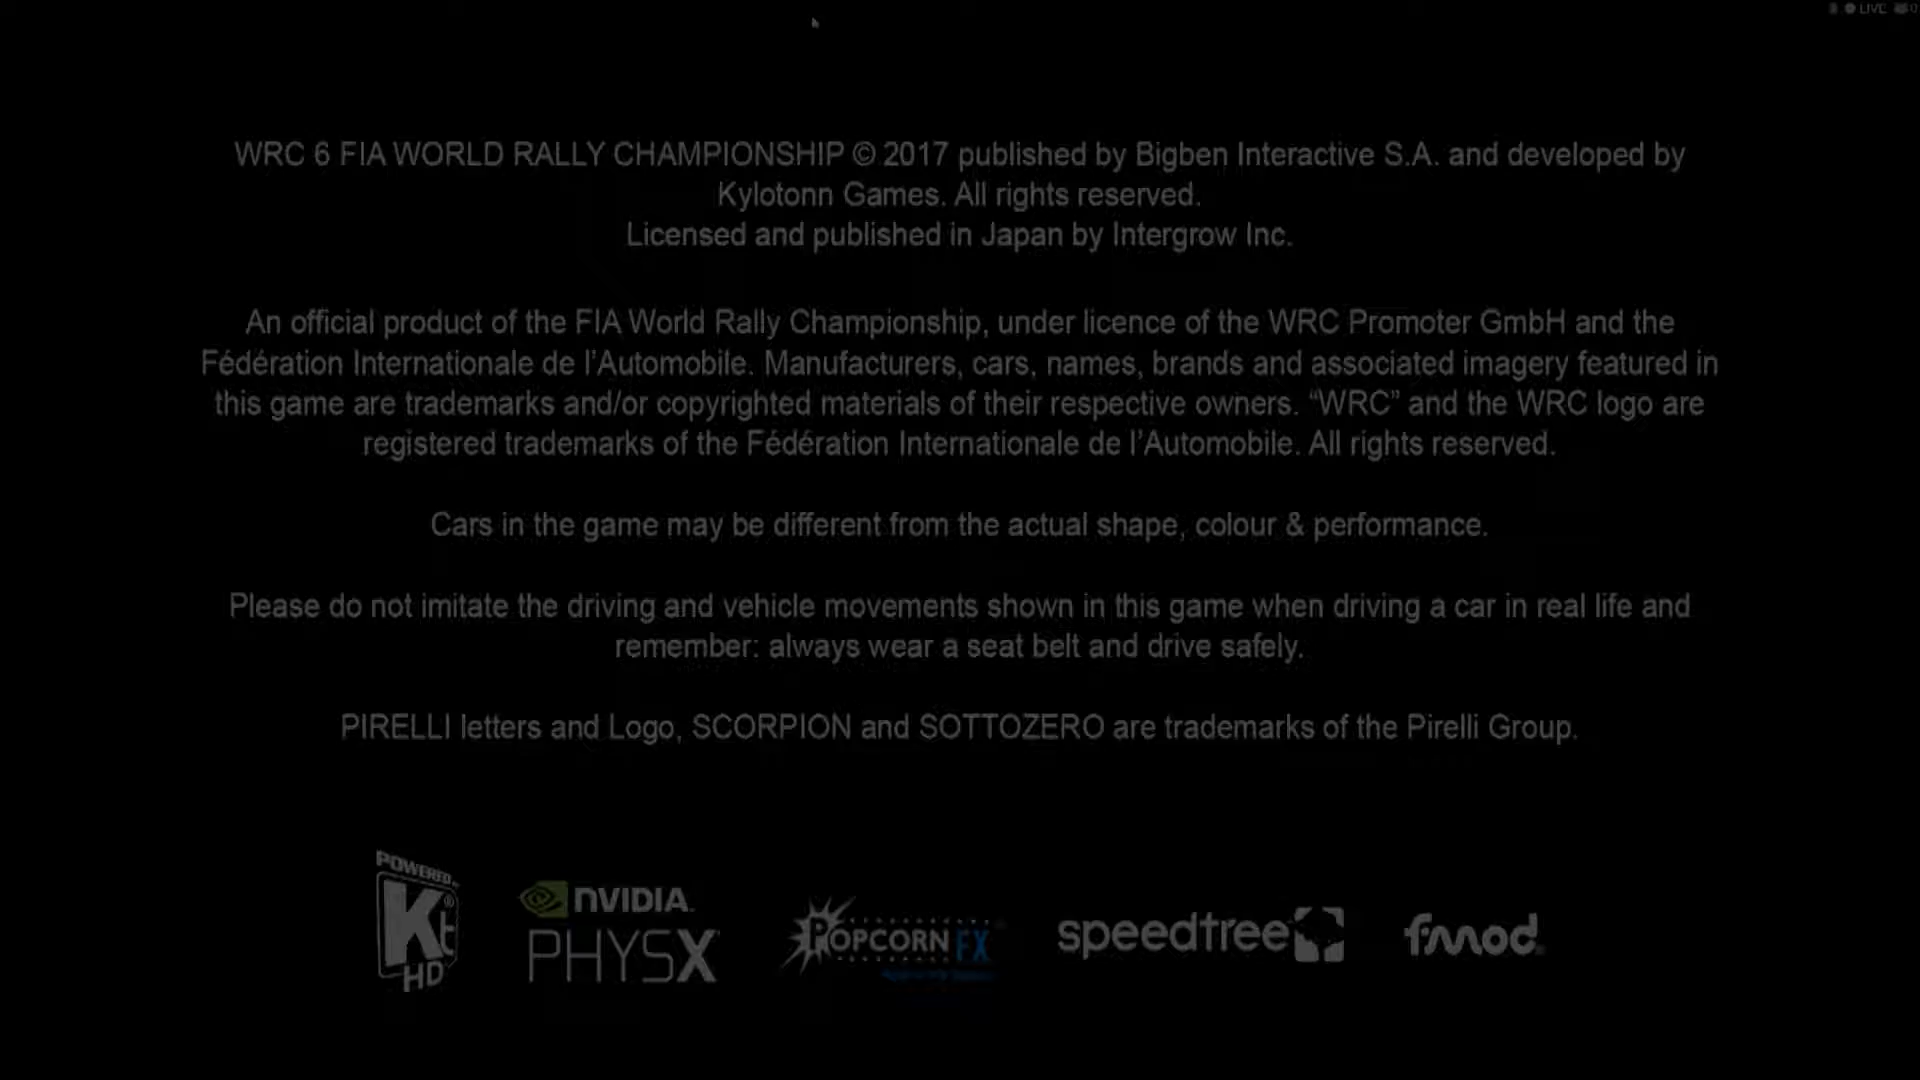 LIVE
WRC 6 FIA WORLD RALLY CHAMPIONSHIP © 2017 published by Bigben Interactive S.A. and developed by
Kylotonn Games. All rights reserved.
Licensed and published in Japan by Intergrow Inc.
An official product of the FIA World Rally Championship, under licence of the WRC Promoter GmbH and the
Fédération Internationale de l’Automobile. Manufacturers, cars, names, brands and associated imagery featured in
this game are trademarks and/or copyrighted materials of their respective owners. “WRC” and the WRC logo are
registered trademarks of the Fédération Internationale de l’Automobile. All rights reserved.
Cars in the game may be different from the actual shape, colour & performance.
Please do not imitate the driving and vehicle movements shown in this game when driving a car in real life and
remember: always wear a seat belt and drive safely.
PIRELLI letters and Logo, SCORPION and SOTTOZERO are trademarks of the Pirelli Group.
POWERED
Kt®
HD
NVIDIA.
PHYSX
POPCORN FX
speedtree
fmod